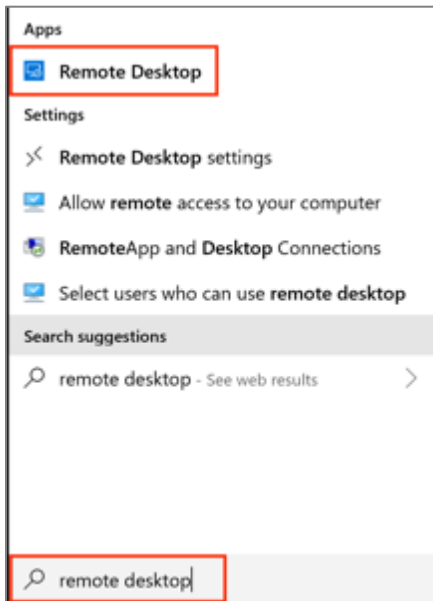 Apps
Remote Desktop
Settings
Remote Desktop settings
Allow remote access to your computer
RemoteApp and Desktop Connections
Select users who can use remote desktop
Search suggestions
remote desktop - See web results
remote desktop